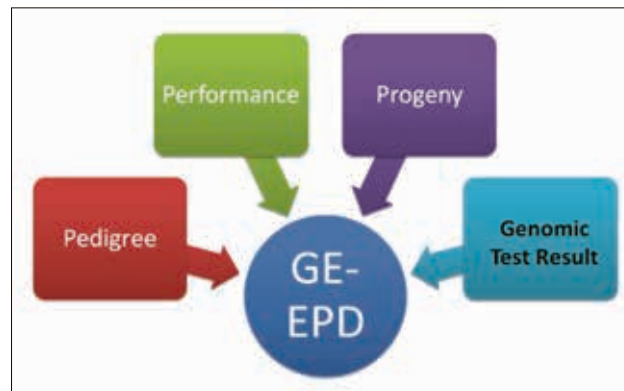 Performance
Progeny
Pedigree
Genomic
Test Result
GE-
EPD